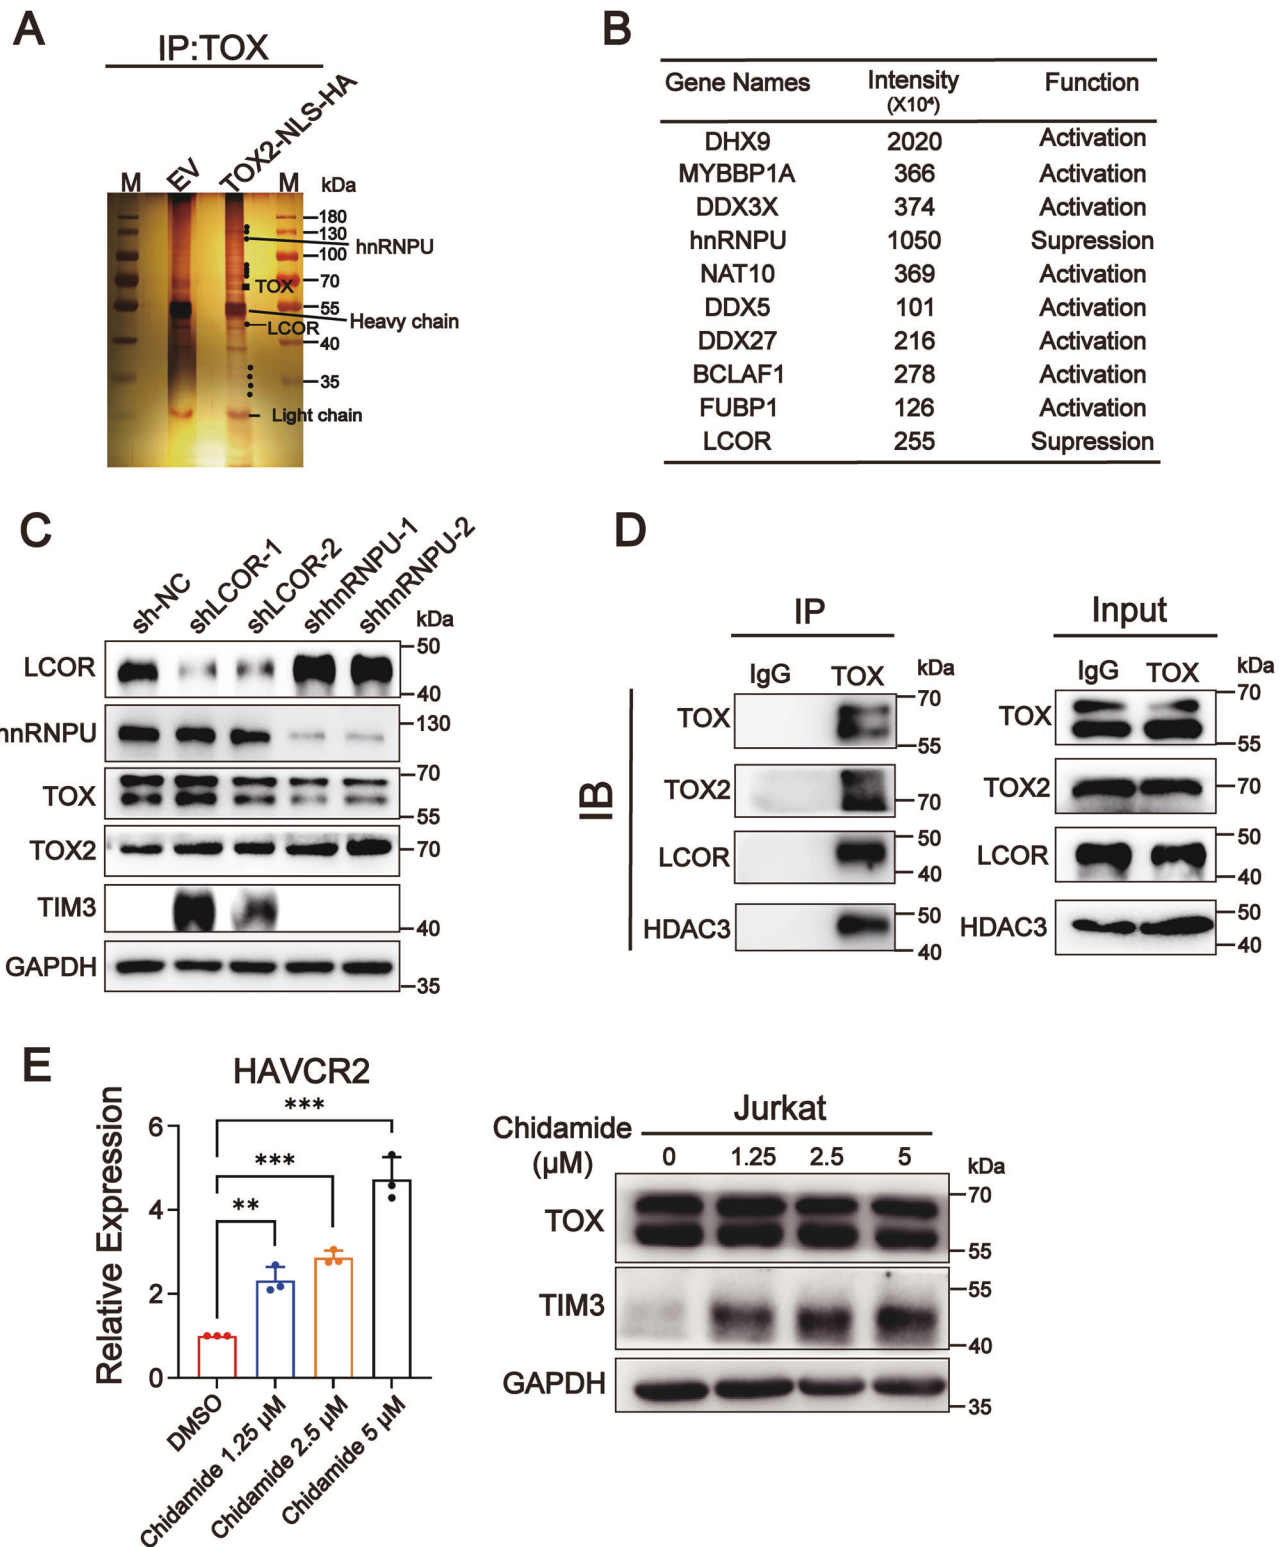 A
IP:TOX
M
EV
TOX2-NLS-HA
M
kDa
180
130
hnRNPU
100
70
TOX
55
Heavy chain
LCOR
40
35
Light chain
B
Gene Names Intensity (X10⁴) Function
DHX9 2020 Activation
MYBBP1A 366 Activation
DDX3X 374 Activation
hnRNPU 1050 Supression
NAT10 369 Activation
DDX5 101 Activation
DDX27 216 Activation
BCLAF1 278 Activation
FUBP1 126 Activation
LCOR 255 Supression
C
sh-NC
shLCOR-1
shLCOR-2
shhnRNPU-1
shhnRNPU-2
kDa
LCOR 50
40
hnRNPU 130
TOX 70
55
TOX2 70
TIM3
40
GAPDH
35
D
IP
IgG TOX kDa
IB
TOX 70
55
TOX2
70
LCOR 50
40
HDAC3 50
40
Input
IgG TOX kDa
TOX 70
55
TOX2 70
LCOR 50
40
HDAC3 50
40
E
HAVCR2
Relative Expression
6
4
2
0
***
***
**
DMSO
Chidamide 1.25 μM
Chidamide 2.5 μM
Chidamide 5 μM
Jurkat
Chidamide
(μM) 0 1.25 2.5 5 kDa
TOX 70
55
TIM3 55
40
GAPDH
35